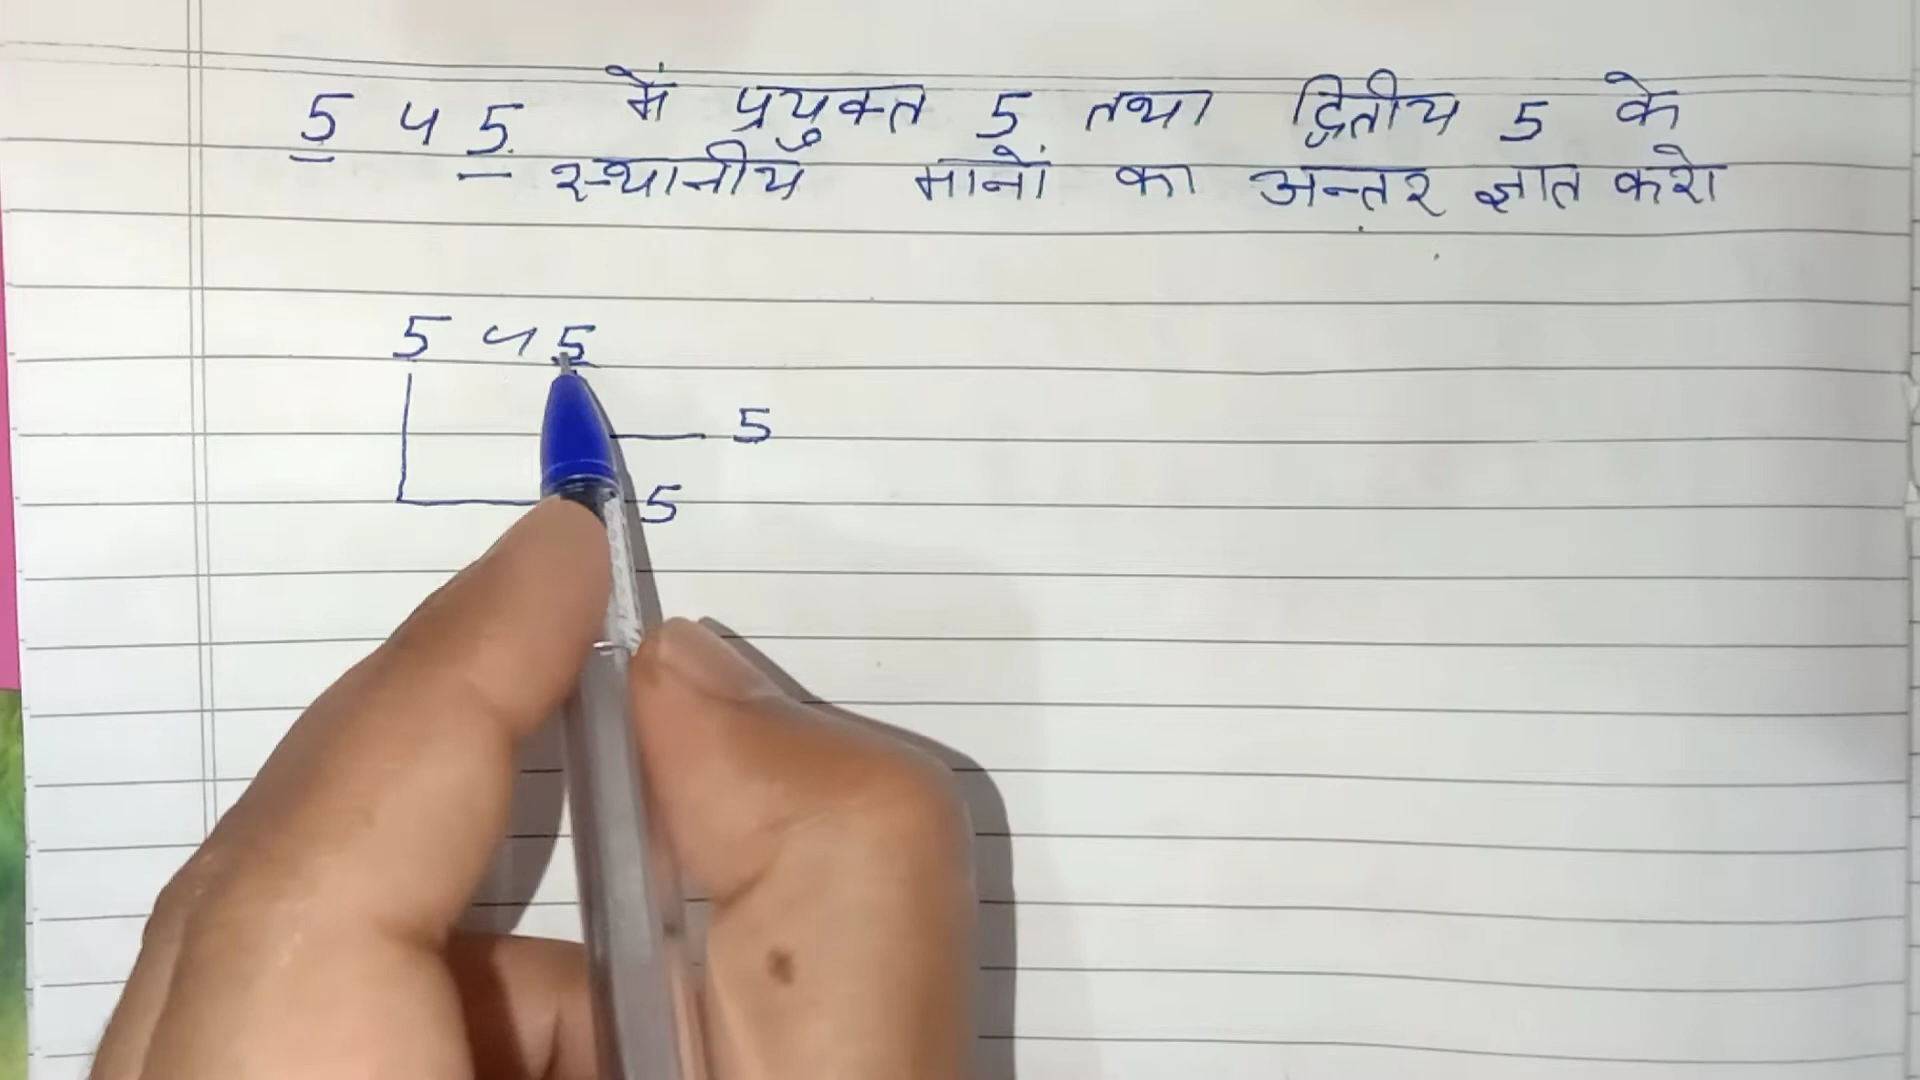 5 4 5 में प्रयुक्त 5 तथा द्वितीय 5 के
स्थानीय मानों का अन्तर ज्ञात करो
5 4 5
5
5